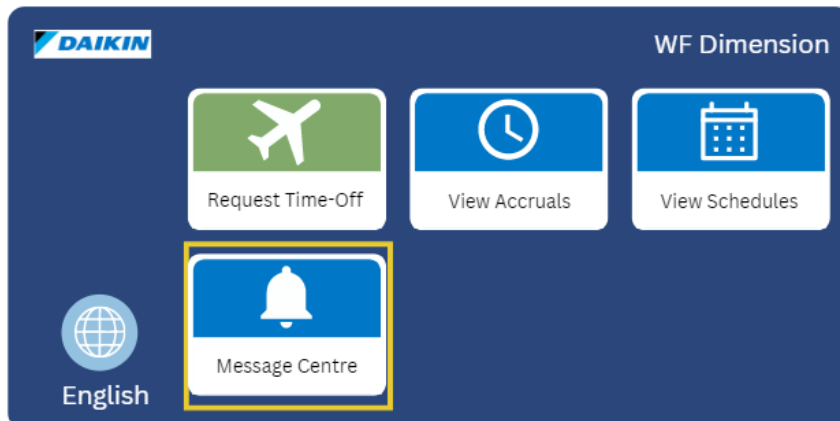 DAIKIN
WF Dimension
Request Time-Off
View Accruals
View Schedules
Message Centre
English